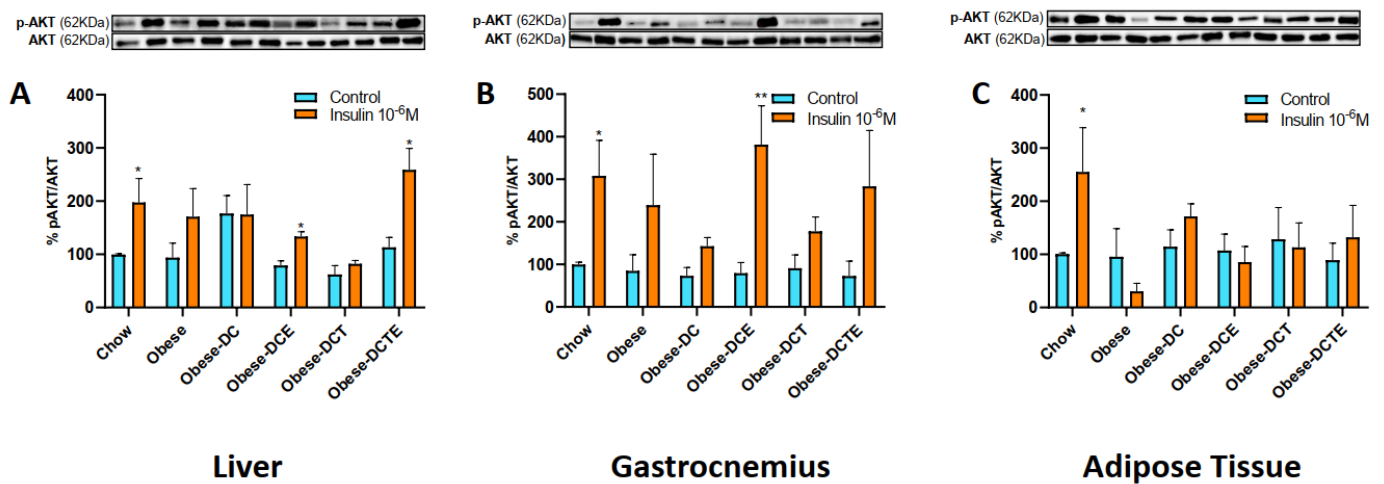 p-AKT (62KDa)
AKT (62KDa)
p-AKT (62KDa)
AKT (62KDa)
p-AKT (62KDa)
AKT (62KDa)
A
Control
Insulin 10⁻⁶M
% pAKT/AKT
400
300
200
100
0
*
*
*
Chow
Obese
Obese-DC
Obese-DCE
Obese-DCT
Obese-DCTE
Liver
B
Control
Insulin 10⁻⁶M
% pAKT/AKT
500
400
300
200
100
0
*
**
Chow
Obese
Obese-DC
Obese-DCE
Obese-DCT
Obese-DCTE
Gastrocnemius
C
Control
Insulin 10⁻⁶M
% pAKT/AKT
400
300
200
100
0
*
Chow
Obese
Obese-DC
Obese-DCE
Obese-DCT
Obese-DCTE
Adipose Tissue